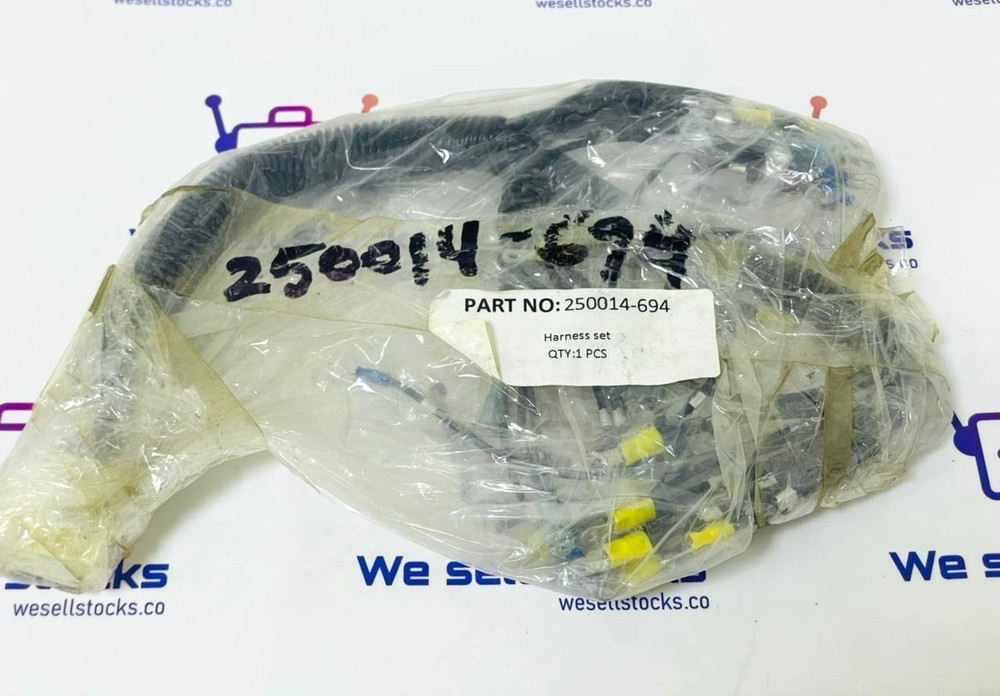 wesellstocks.co
wesellstocks.co
250014-694
PART NO: 250014-694
Harness set
QTY:1 PCS
We
We
wesellstocks.co
wesellstocks.co